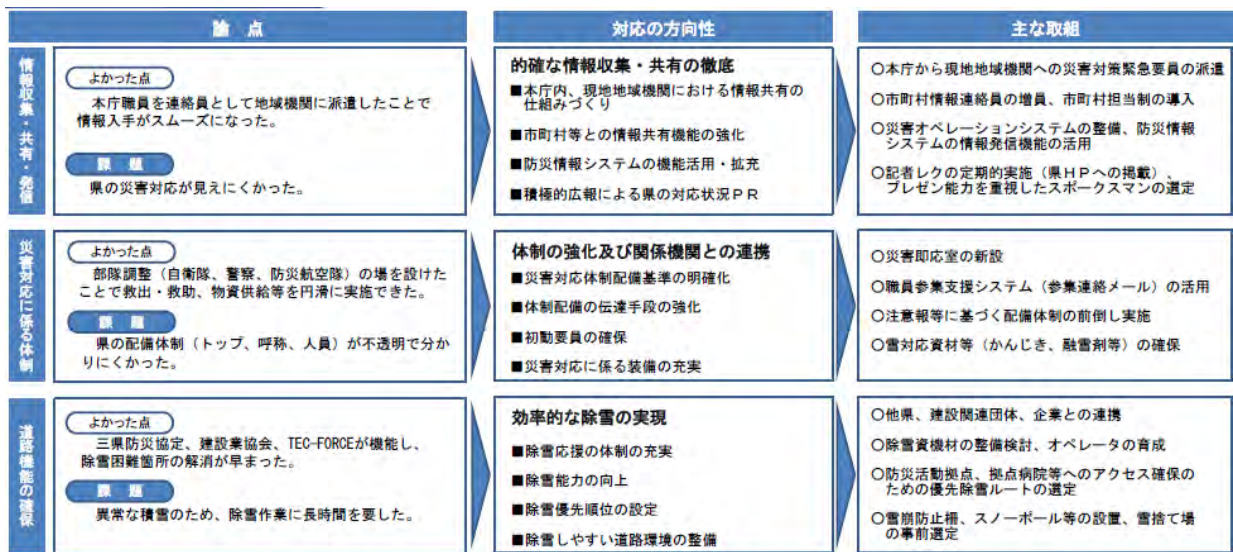 論 点
対応の方向性
主な取組
情報収集・共有・発信
よかった点
本庁職員を連絡員として地域機関に派遣したことで
情報入手がスムーズになった。
課 題
県の災害対応が見えにくかった。
的確な情報収集・共有の徹底
■本庁内、現地地域機関における情報共有の
仕組みづくり
■市町村等との情報共有機能の強化
■防災情報システムの機能活用・拡充
■積極的広報による県の対応状況PR
○本庁から現地地域機関への災害対策緊急要員の派遣
○市町村情報連絡員の増員、市町村担当制の導入
○災害オペレーションシステムの整備、防災情報
システムの情報発信機能の活用
○記者レクの定期的実施（県HPへの掲載）、
プレゼン能力を重視したスポークスマンの選定
災害対応に係る体制
よかった点
部隊調整（自衛隊、警察、防災航空隊）の場を設けた
ことで救出・救助、物資供給等を円滑に実施できた。
課 題
県の配備体制（トップ、呼称、人員）が不透明で分か
りにくかった。
体制の強化及び関係機関との連携
■災害対応体制配備基準の明確化
■体制配備の伝達手段の強化
■初動要員の確保
■災害対応に係る装備の充実
○災害即応室の新設
○職員参集支援システム（参集連絡メール）の活用
○注意報等に基づく配備体制の前倒し実施
○雪対応資材等（かんじき、融雪剤等）の確保
道路機能の確保
よかった点
三県防災協定、建設業協会、TEC-FORCEが機能し、
除雪困難箇所の解消が早まった。
課 題
異常な積雪のため、除雪作業に長時間を要した。
効率的な除雪の実現
■除雪応援の体制の充実
■除雪能力の向上
■除雪優先順位の設定
■除雪しやすい道路環境の整備
○他県、建設関連団体、企業との連携
○除雪資機材の整備検討、オペレータの育成
○防災活動拠点、拠点病院等へのアクセス確保の
ための優先除雪ルートの選定
○雪崩防止柵、スノーポール等の設置、雪捨て場
の事前選定